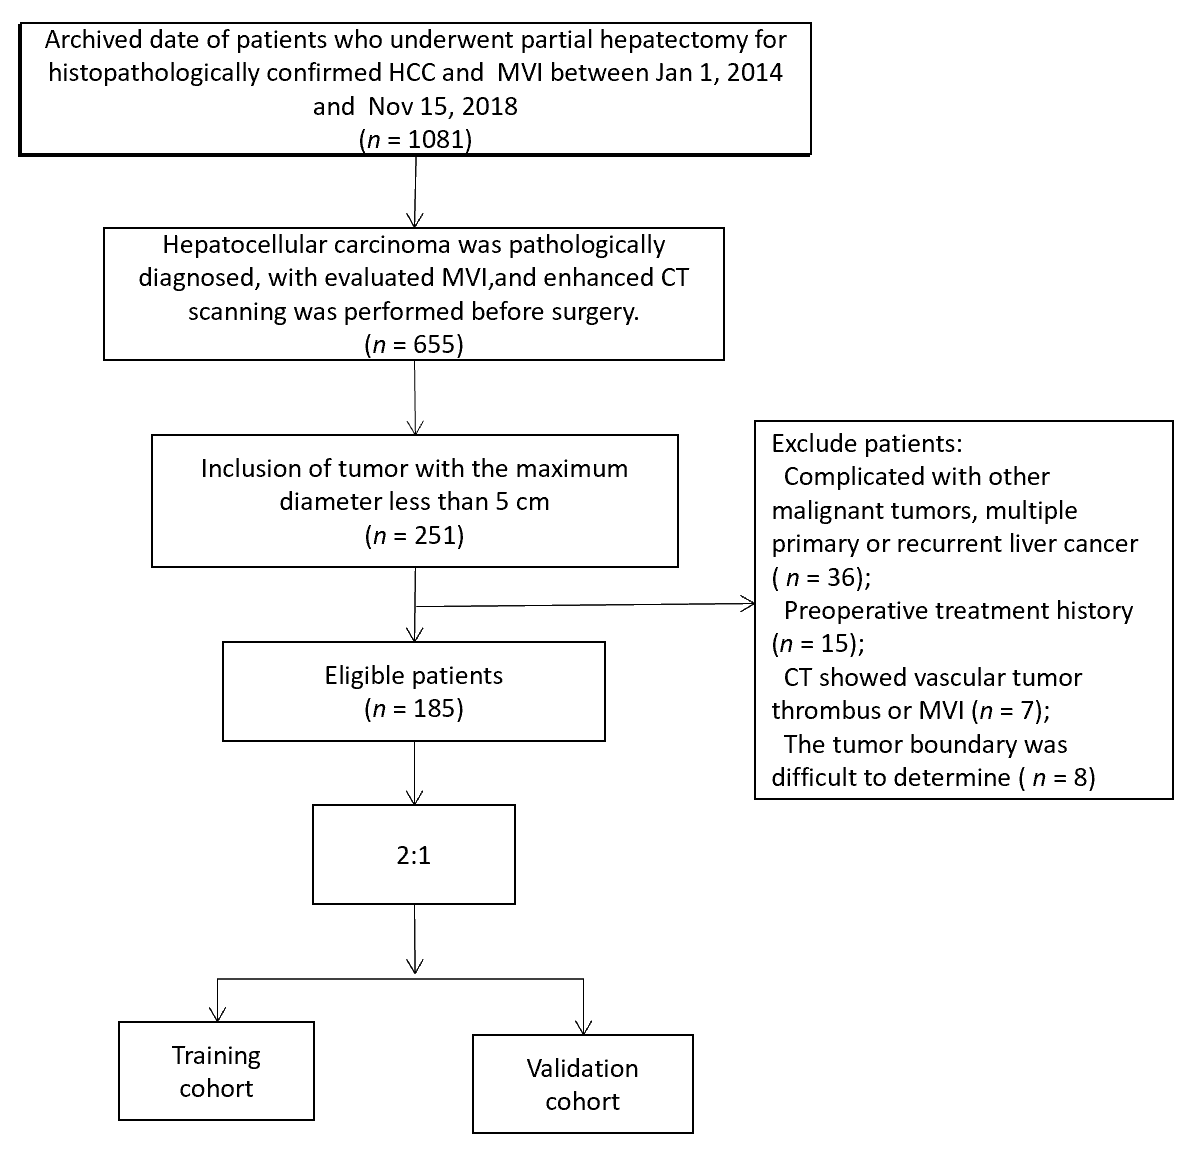 Archived date of patients who underwent partial hepatectomy for
histopathologically confirmed HCC and  MVI between Jan 1, 2014
and  Nov 15, 2018
(n = 1081)
Hepatocellular carcinoma was pathologically
diagnosed, with evaluated MVI,and enhanced CT
scanning was performed before surgery.
(n = 655)
Inclusion of tumor with the maximum
diameter less than 5 cm
(n = 251)
Exclude patients:
Complicated with other
malignant tumors, multiple
primary or recurrent liver cancer
( n = 36);
Preoperative treatment history
(n = 15);
CT showed vascular tumor
thrombus or MVI (n = 7);
The tumor boundary was
difficult to determine ( n = 8)
Eligible patients
(n = 185)
2:1
Training
cohort
Validation
cohort